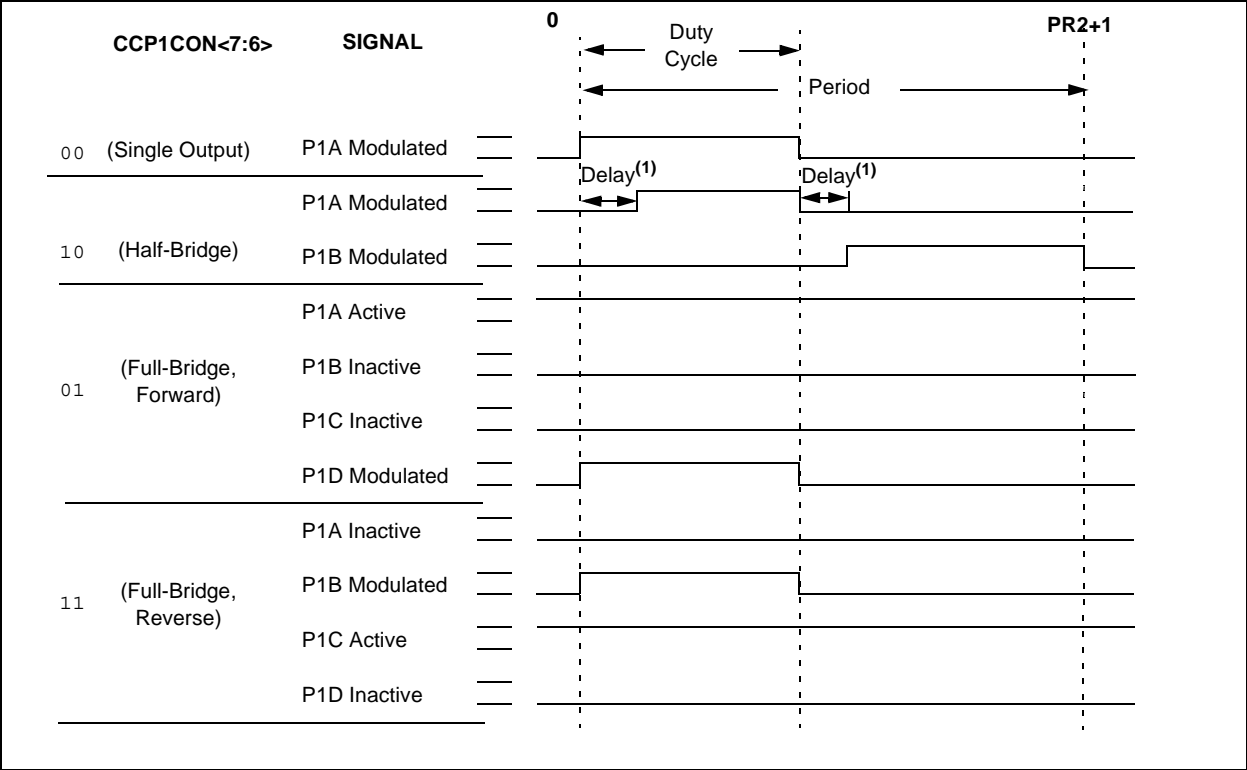 0
PR2+1
CCP1CON<7:6>
SIGNAL
Duty
Cycle
Period
00
(Single Output)
P1A Modulated
Delay(1)
Delay(1)
P1A Modulated
10
(Half-Bridge)
P1B Modulated
P1A Active
01
(Full-Bridge,
Forward)
P1B Inactive
P1C Inactive
P1D Modulated
P1A Inactive
11
(Full-Bridge,
Reverse)
P1B Modulated
P1C Active
P1D Inactive